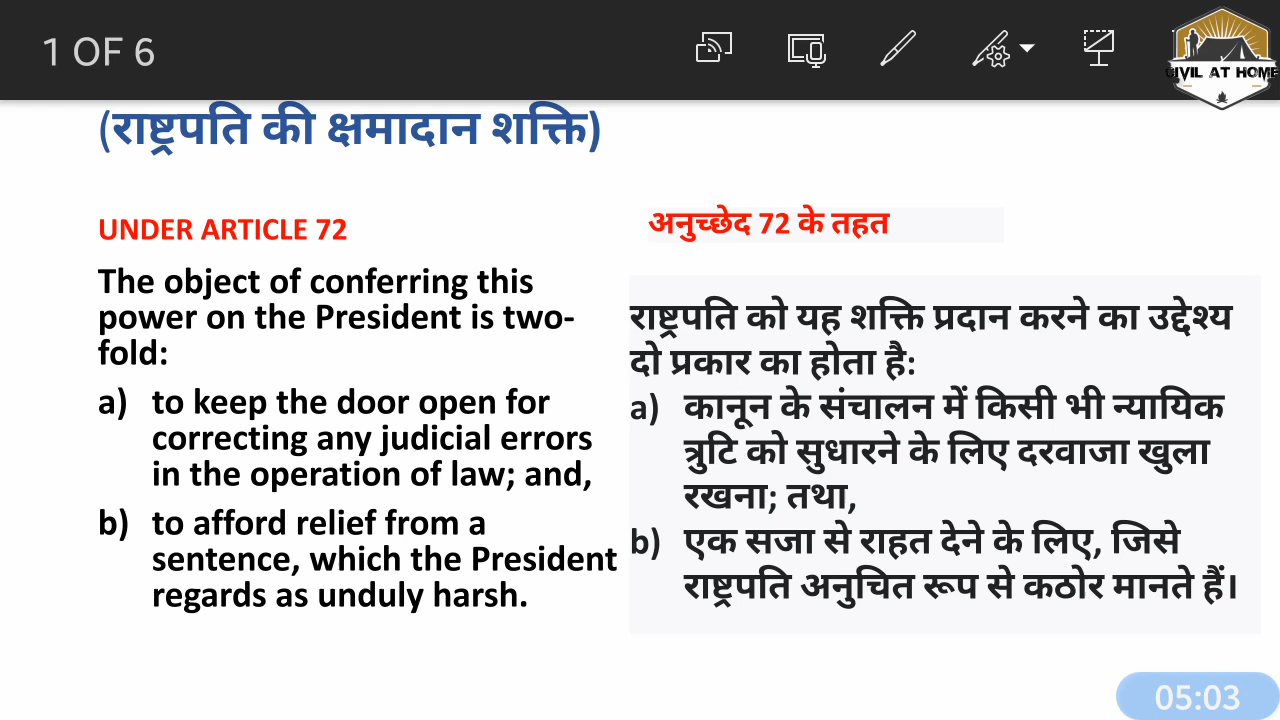 1 OF 6
CIVIL AT HOME
(राष्ट्रपति की क्षमादान शक्ति)
UNDER ARTICLE 72
The object of conferring this
power on the President is two-
fold:
a) to keep the door open for
correcting any judicial errors
in the operation of law; and,
b) to afford relief from a
sentence, which the President
regards as unduly harsh.
अनुच्छेद 72 के तहत
राष्ट्रपति को यह शक्ति प्रदान करने का उद्देश्य
दो प्रकार का होता है:
a) कानून के संचालन में किसी भी न्यायिक
त्रुटि को सुधारने के लिए दरवाजा खुला
रखना; तथा,
b) एक सजा से राहत देने के लिए, जिसे
राष्ट्रपति अनुचित रूप से कठोर मानते हैं।
05:03